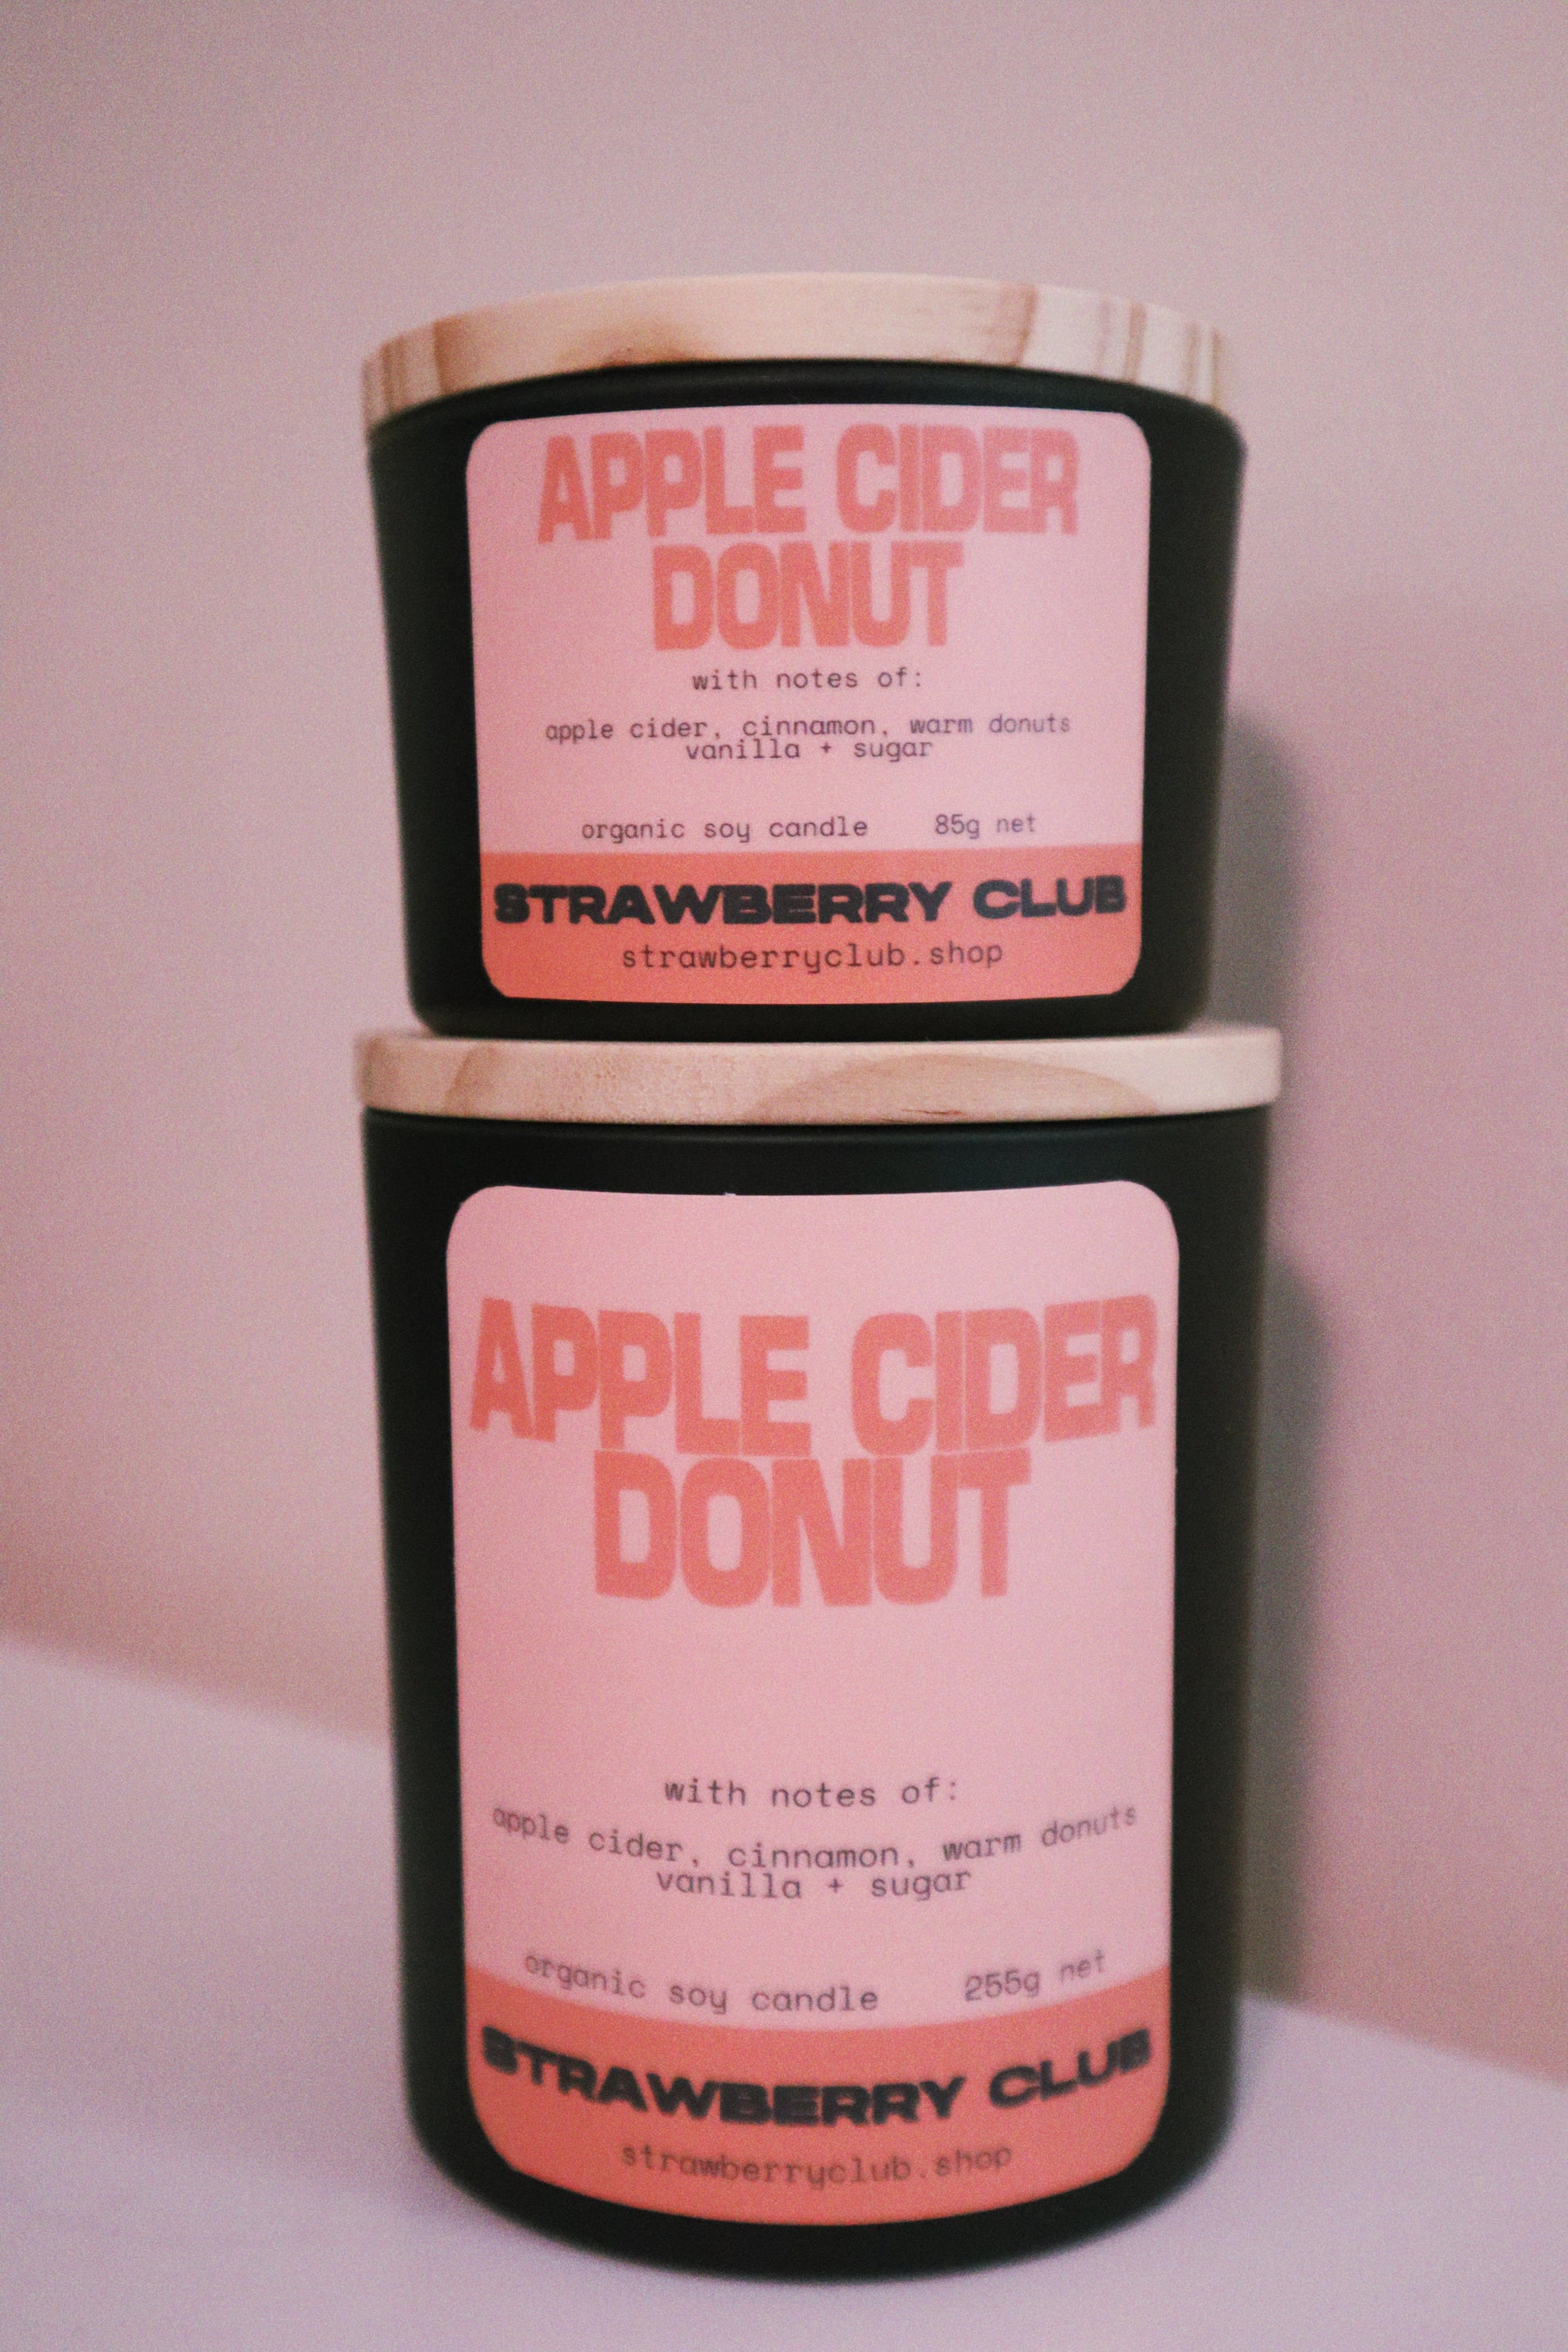 APPLE CIDER
DONUT
with notes of:
apple cider, cinnamon, warm donuts
vanilla + sugar
organic soy candle 85g net
STRAWBERRY CLUB
strawberryclub.shop
APPLE CIDER
DONUT
with notes of:
apple cider, cinnamon, warm donuts
vanilla + sugar
organic soy candle 255g net
STRAWBERRY CLUB
strawberryclub.shop